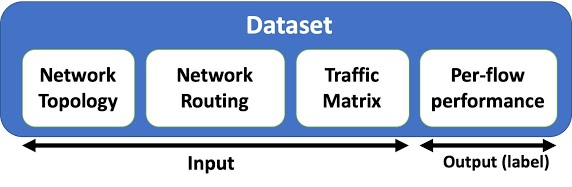 Dataset
Network
Topology
Network
Routing
Traffic
Matrix
Per-flow
performance
Input
Output (label)